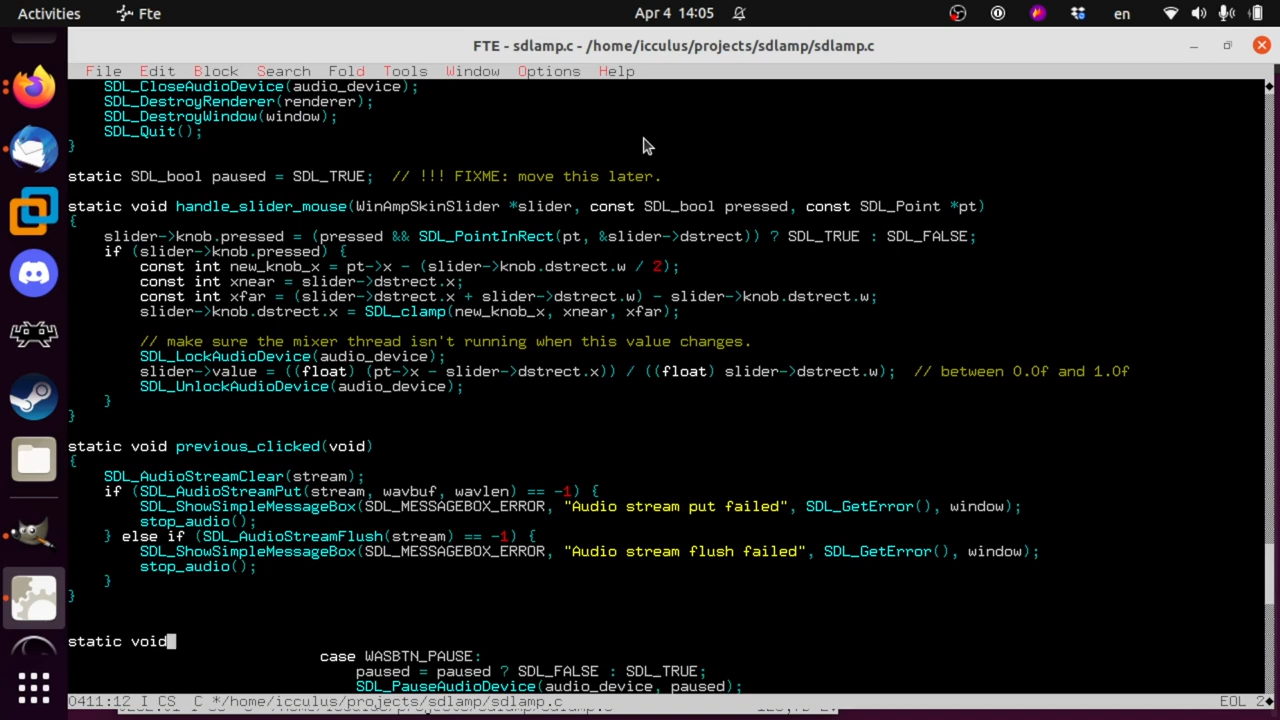 Activities Fte Apr 4 14:05 en
FTE - sdlamp.c - /home/icculus/projects/sdlamp/sdlamp.c
File Edit Block Search Fold Tools Window Options Help
SDL_CloseAudioDevice(audio_device);
SDL_DestroyRenderer(renderer);
SDL_DestroyWindow(window);
SDL_Quit();
}
static SDL_bool paused = SDL_TRUE;  // !!! FIXME: move this later.
static void handle_slider_mouse(WinAmpSkinSlider *slider, const SDL_bool pressed, const SDL_Point *pt)
{
slider->knob.pressed = (pressed && SDL_PointInRect(pt, &slider->dstrect)) ? SDL_TRUE : SDL_FALSE;
if (slider->knob.pressed) {
const int new_knob_x = pt->x - (slider->knob.dstrect.w / 2);
const int xnear = slider->dstrect.x;
const int xfar = (slider->dstrect.x + slider->dstrect.w) - slider->knob.dstrect.w;
slider->knob.dstrect.x = SDL_clamp(new_knob_x, xnear, xfar);
// make sure the mixer thread isn't running when this value changes.
SDL_LockAudioDevice(audio_device);
slider->value = ((float) (pt->x - slider->dstrect.x)) / ((float) slider->dstrect.w);  // between 0.0f and 1.0f
SDL_UnlockAudioDevice(audio_device);
}
}
static void previous_clicked(void)
{
SDL_AudioStreamClear(stream);
if (SDL_AudioStreamPut(stream, wavbuf, wavlen) == -1) {
SDL_ShowSimpleMessageBox(SDL_MESSAGEBOX_ERROR, "Audio stream put failed", SDL_GetError(), window);
stop_audio();
} else if (SDL_AudioStreamFlush(stream) == -1) {
SDL_ShowSimpleMessageBox(SDL_MESSAGEBOX_ERROR, "Audio stream flush failed", SDL_GetError(), window);
stop_audio();
}
}
static void
case WASBTN_PAUSE:
paused = paused ? SDL_FALSE : SDL_TRUE;
SDL_PauseAudioDevice(audio_device, paused);
0411:12 I CS  C */home/icculus/projects/sdlamp/sdlamp.c EOL 2